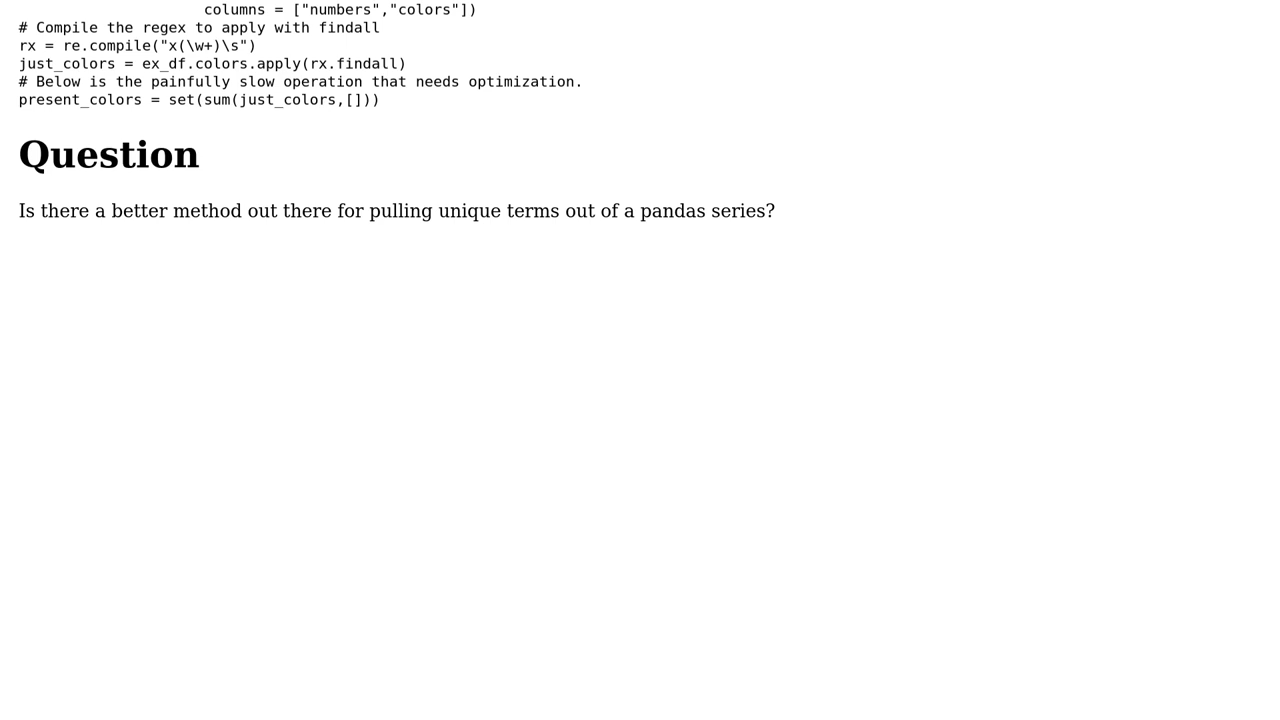 columns = ["numbers","colors"])
# Compile the regex to apply with findall
rx = re.compile("x(\w+)\s")
just_colors = ex_df.colors.apply(rx.findall)
# Below is the painfully slow operation that needs optimization.
present_colors = set(sum(just_colors,[]))
Question
Is there a better method out there for pulling unique terms out of a pandas series?